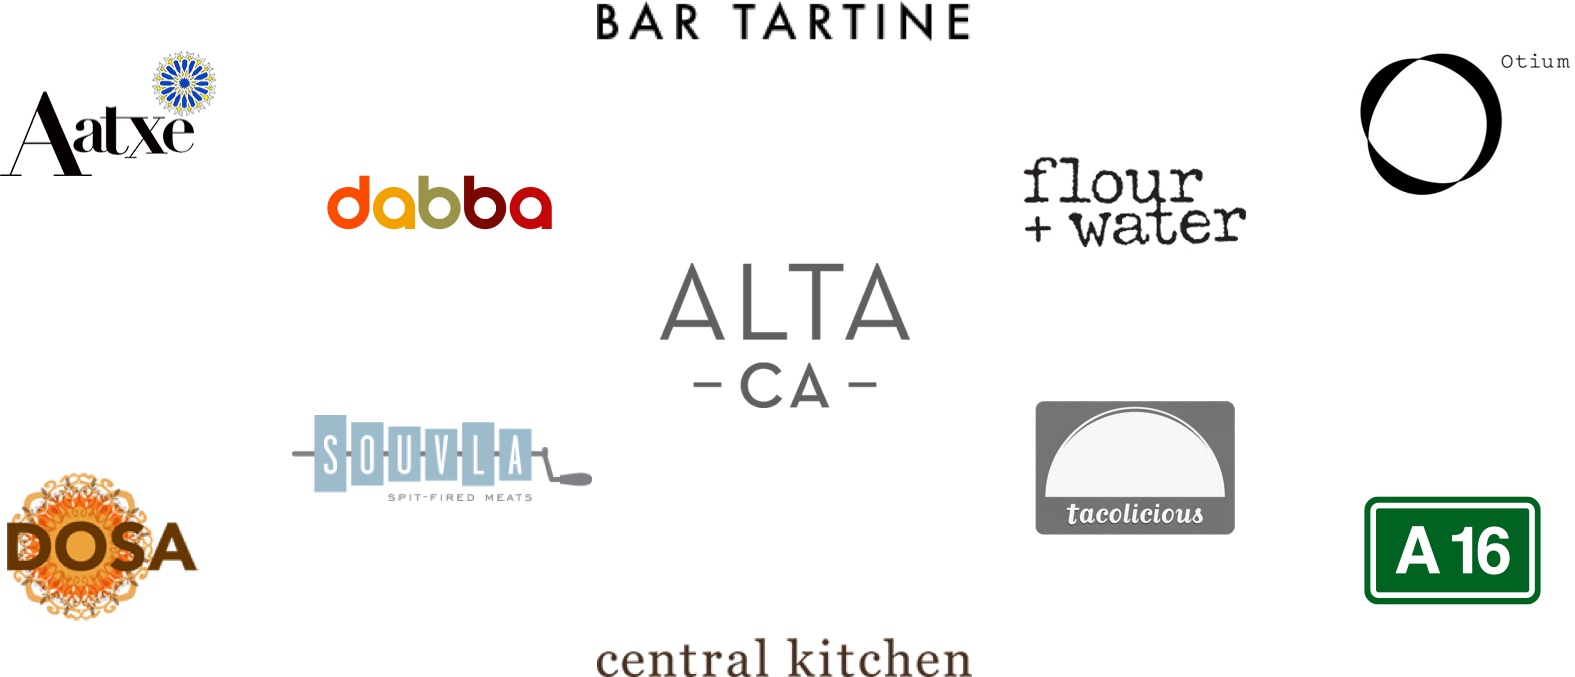 BAR TARTINE
Aatxe
Otium
dabba
flour
+ water
ALTA
- CA -
SOUVLA
SPIT-FIRED MEATS
tacolicious
DOSA
A 16
central kitchen